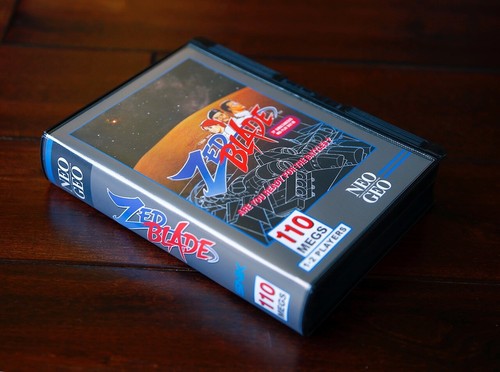 ZED
BLADE
ARE YOU READY FOR THE BATTLE?
NEO
GEO
110
MEGS
1-2 PLAYERS
NEO
GEO
ZED
BLADE
110
MEGS